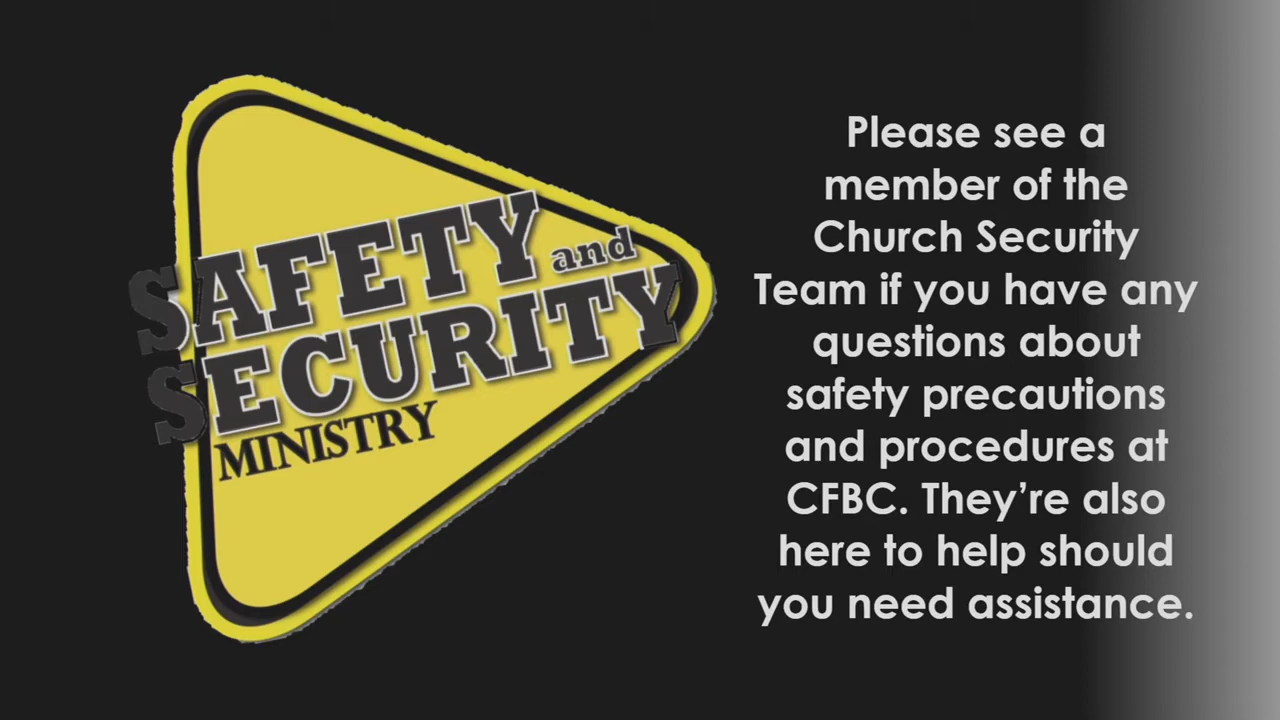 SAFETY and
SECURITY
MINISTRY
Please see a
member of the
Church Security
Team if you have any
questions about
safety precautions
and procedures at
CFBC. They’re also
here to help should
you need assistance.